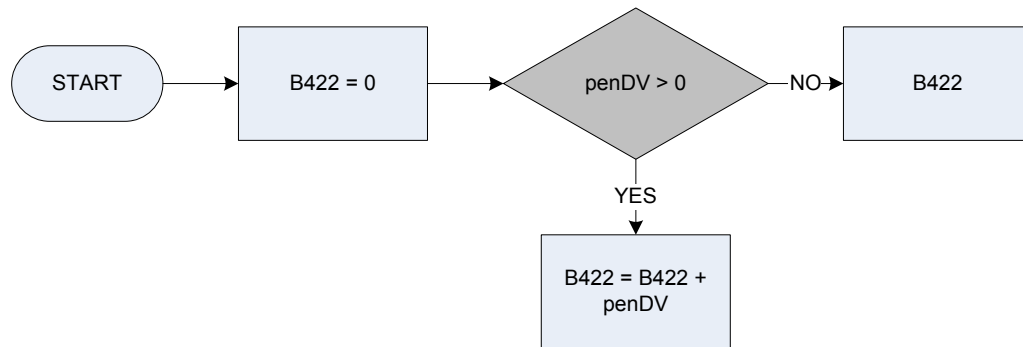 START
B422 = 0
penDV > 0
NO
B422
YES
B422 = B422 +
penDV